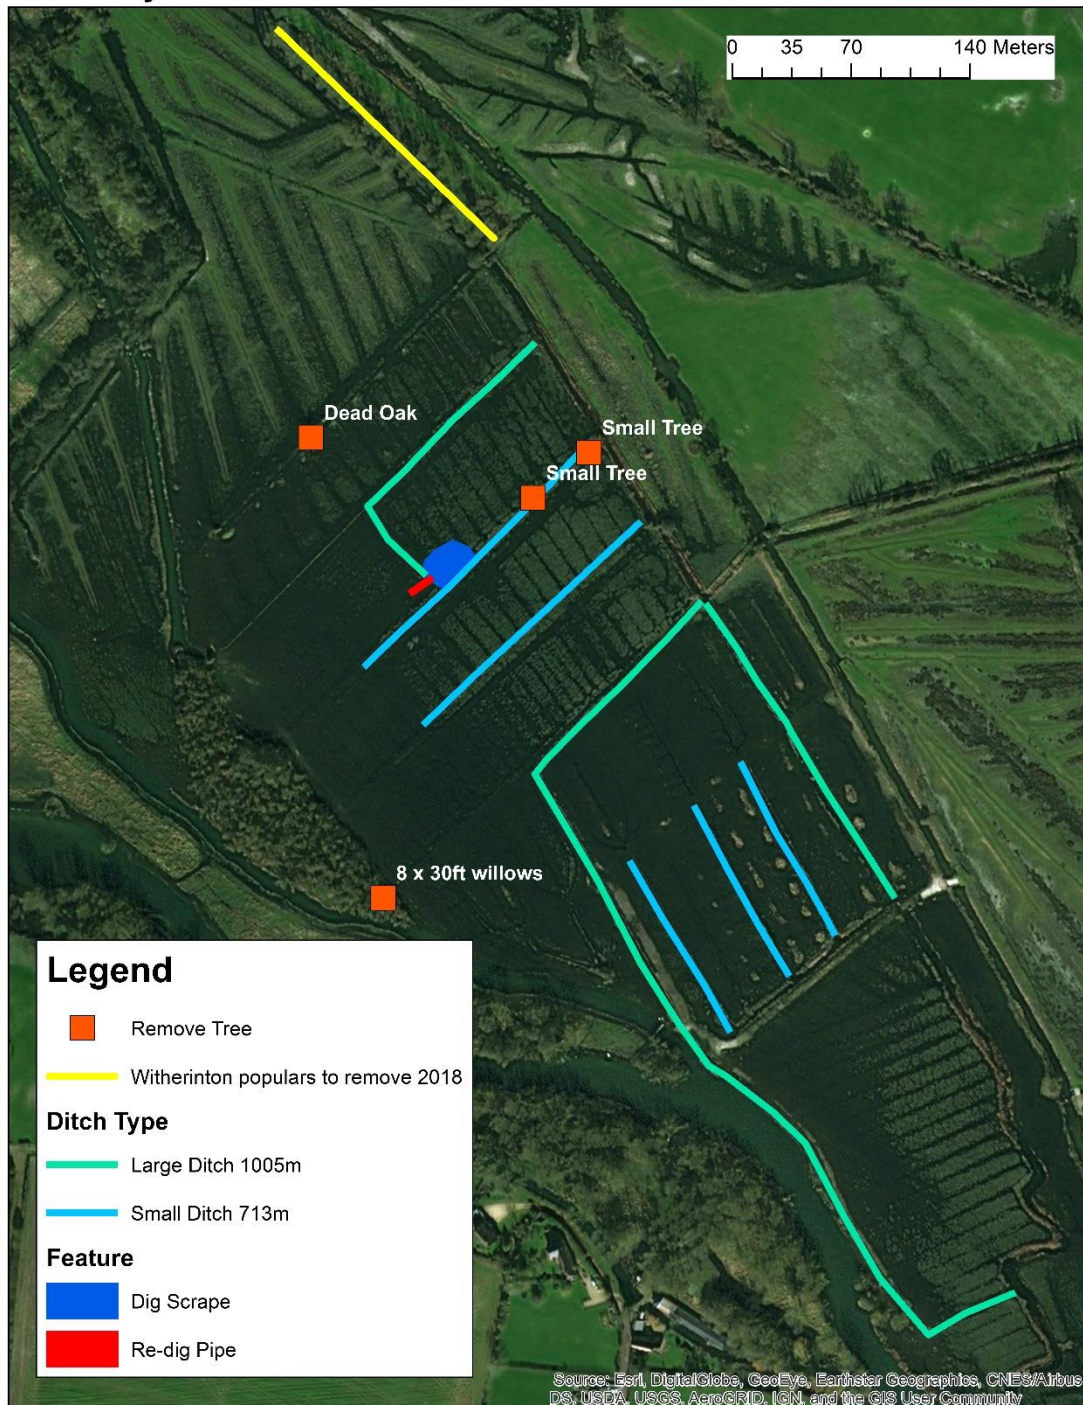 0 35 70 140 Meters
Dead Oak
Small Tree
Small Tree
8 x 30ft willows
Legend
Remove Tree
Witherinton populars to remove 2018
Ditch Type
Large Ditch 1005m
Small Ditch 713m
Feature
Dig Scrape
Re-dig Pipe
Source: Esri, DigitalGlobe, GeoEye, Earthstar Geographics, CNES/Airbus
DS, USDA, USGS, AeroGRID, IGN, and the GIS User Community